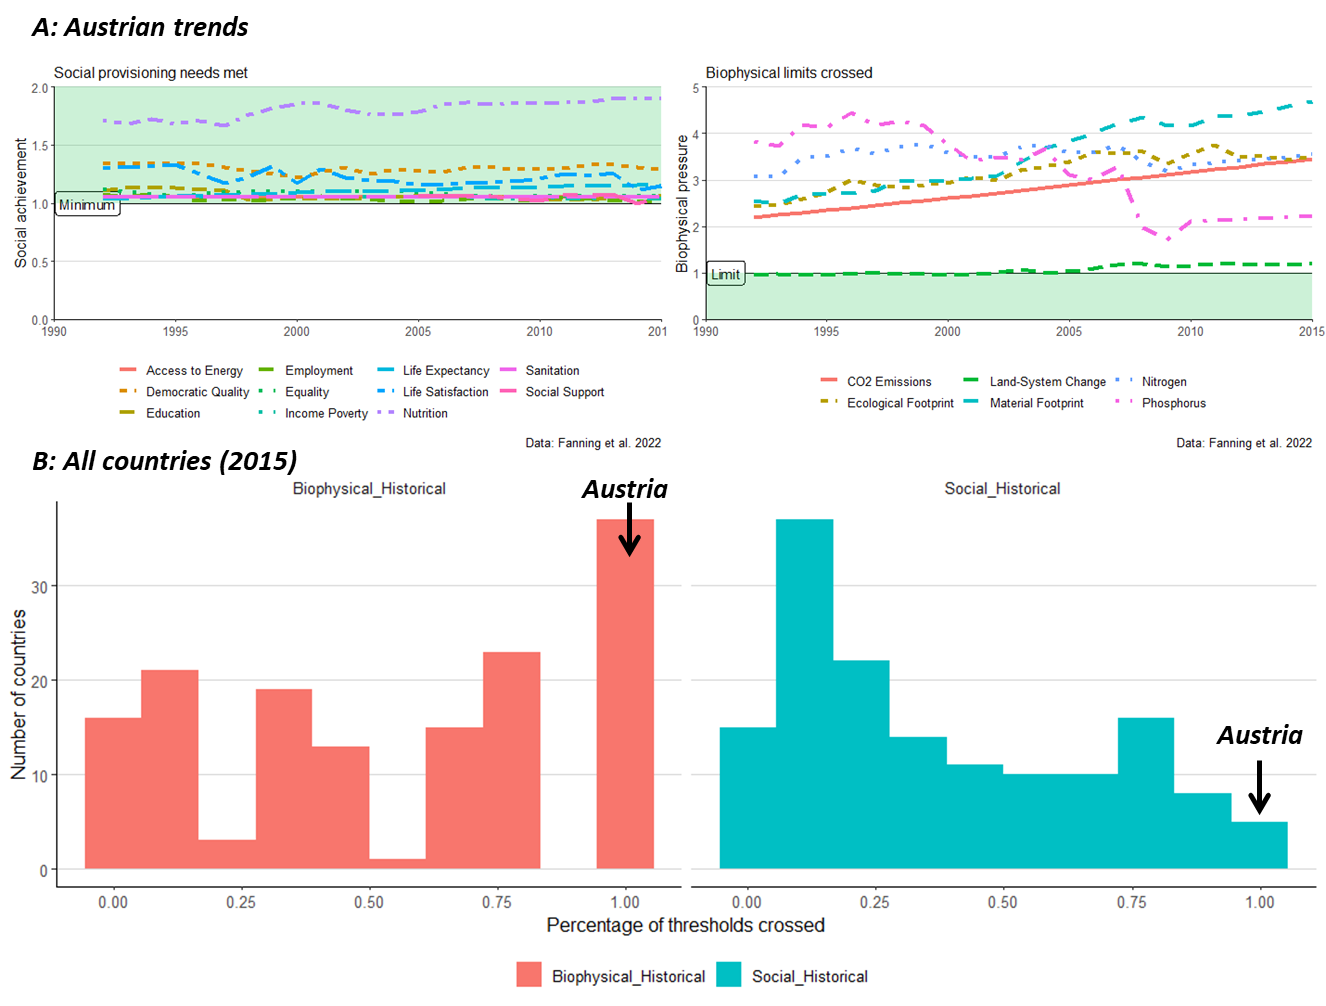 A: Austrian trends
Social provisioning needs met
Social achievement
2.0
1.5
1.0
0.5
0.0
Minimum
1990 1995 2000 2005 2010 201
Access to Energy Employment Life Expectancy Sanitation
Democratic Quality Equality Life Satisfaction Social Support
Education Income Poverty Nutrition
Data: Fanning et al. 2022
Biophysical limits crossed
Biophysical pressure
5
4
3
2
1
0
Limit
1990 1995 2000 2005 2010 2015
CO2 Emissions Land-System Change Nitrogen
Ecological Footprint Material Footprint Phosphorus
Data: Fanning et al. 2022
B: All countries (2015)
Biophysical_Historical
Austria
Social_Historical
Austria
Number of countries
30
20
10
0
0.00 0.25 0.50 0.75 1.00
0.00 0.25 0.50 0.75 1.00
Percentage of thresholds crossed
Biophysical_Historical Social_Historical